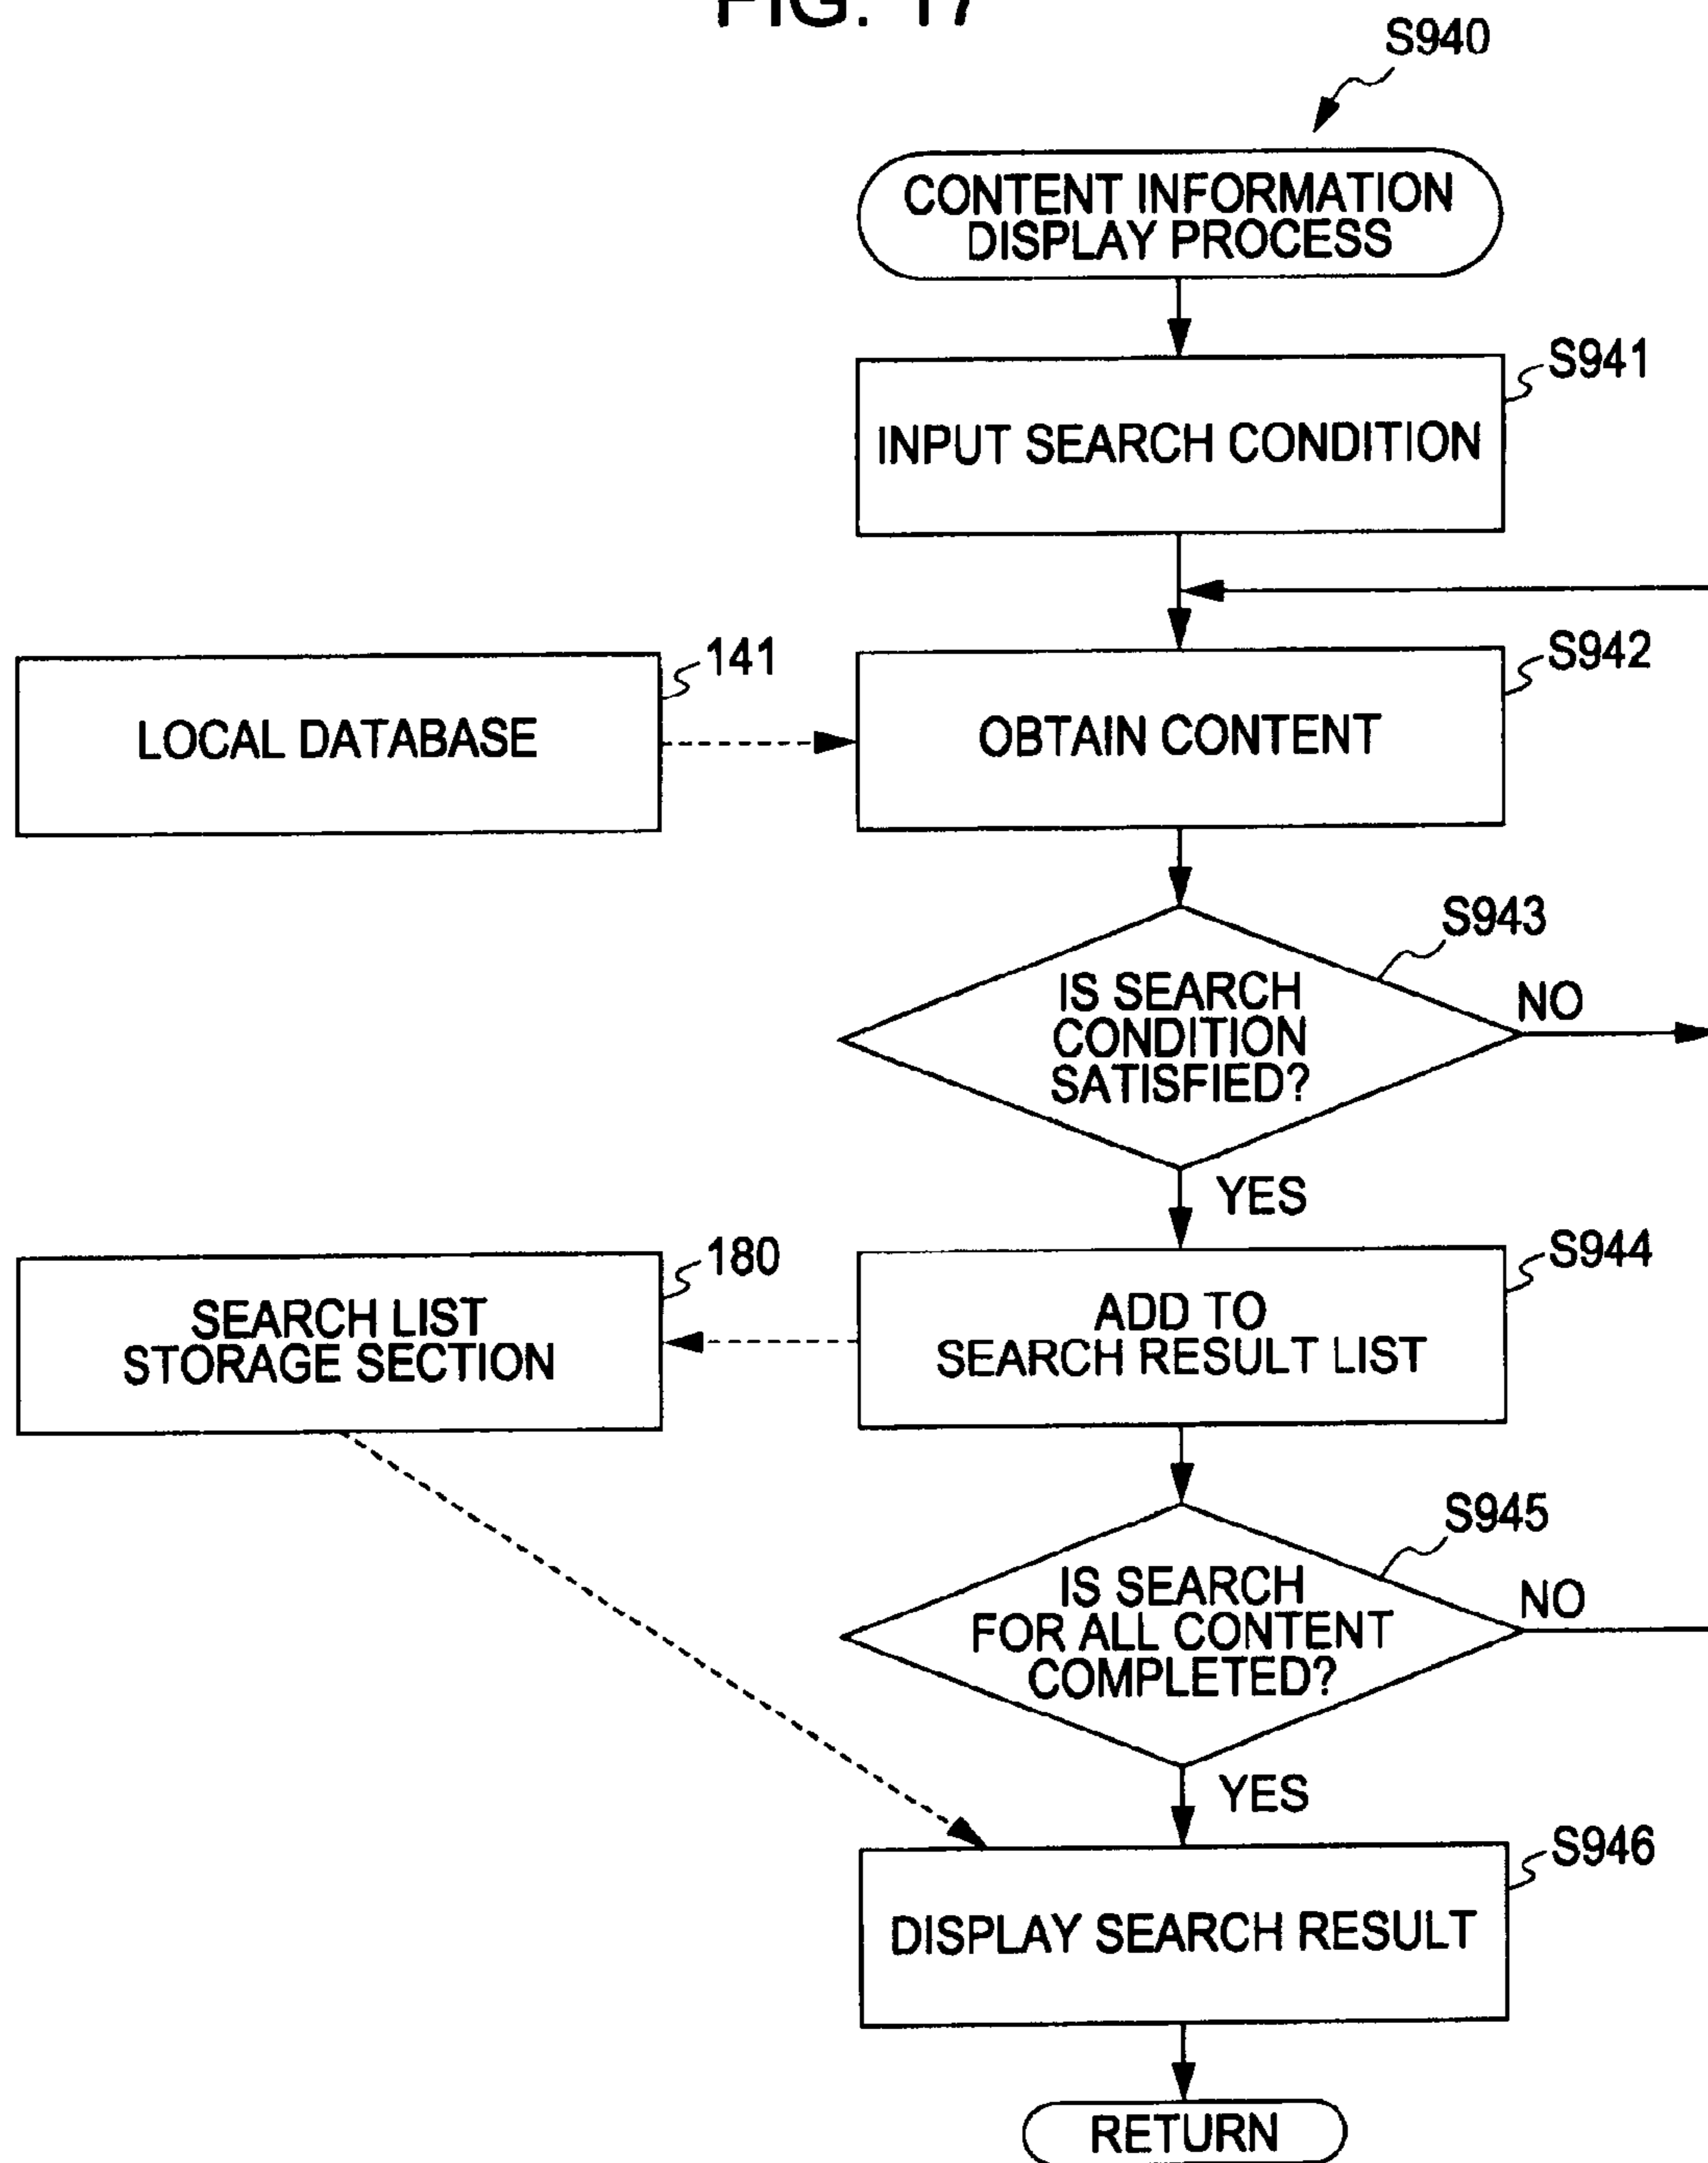 FIG. 17
S940
CONTENT INFORMATION
DISPLAY PROCESS
S941
INPUT SEARCH CONDITION
141
LOCAL DATABASE
S942
OBTAIN CONTENT
S943
IS SEARCH
CONDITION
SATISFIED?
NO
YES
180
SEARCH LIST
STORAGE SECTION
S944
ADD TO
SEARCH RESULT LIST
S945
IS SEARCH
FOR ALL CONTENT
COMPLETED?
NO
YES
S946
DISPLAY SEARCH RESULT
RETURN